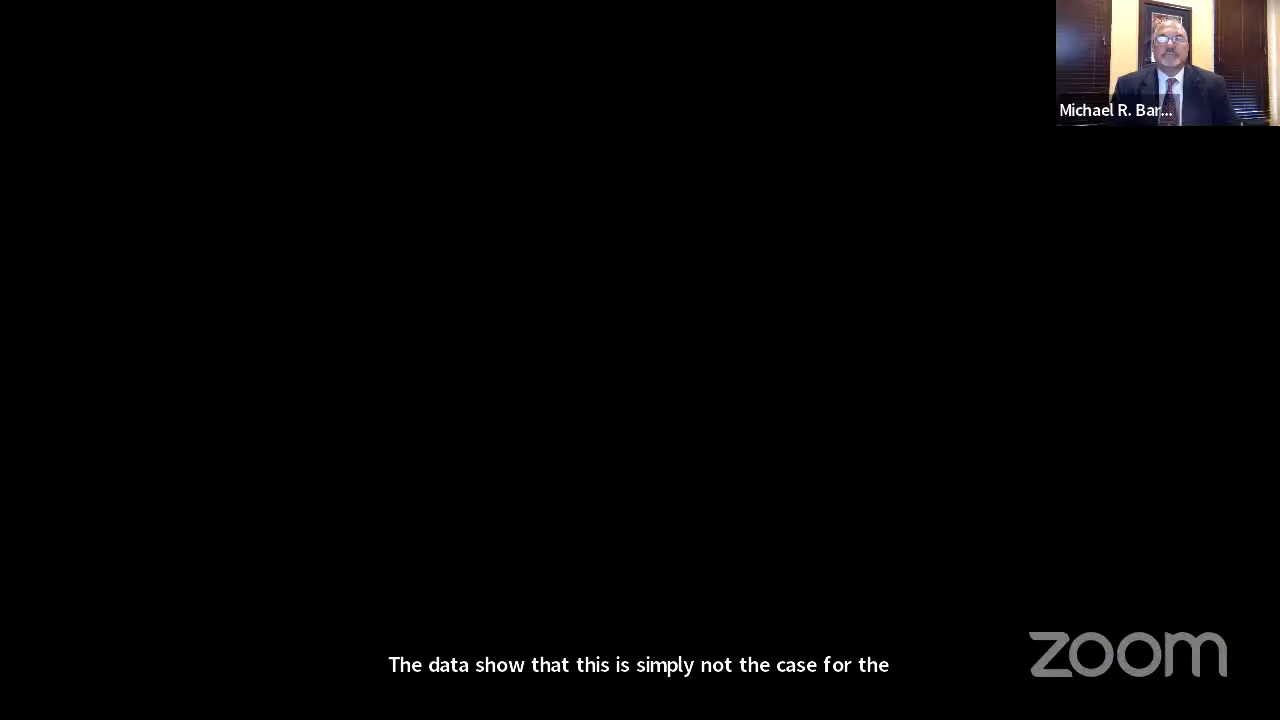 Michael R. Bar...
The data show that this is simply not the case for the
zoom